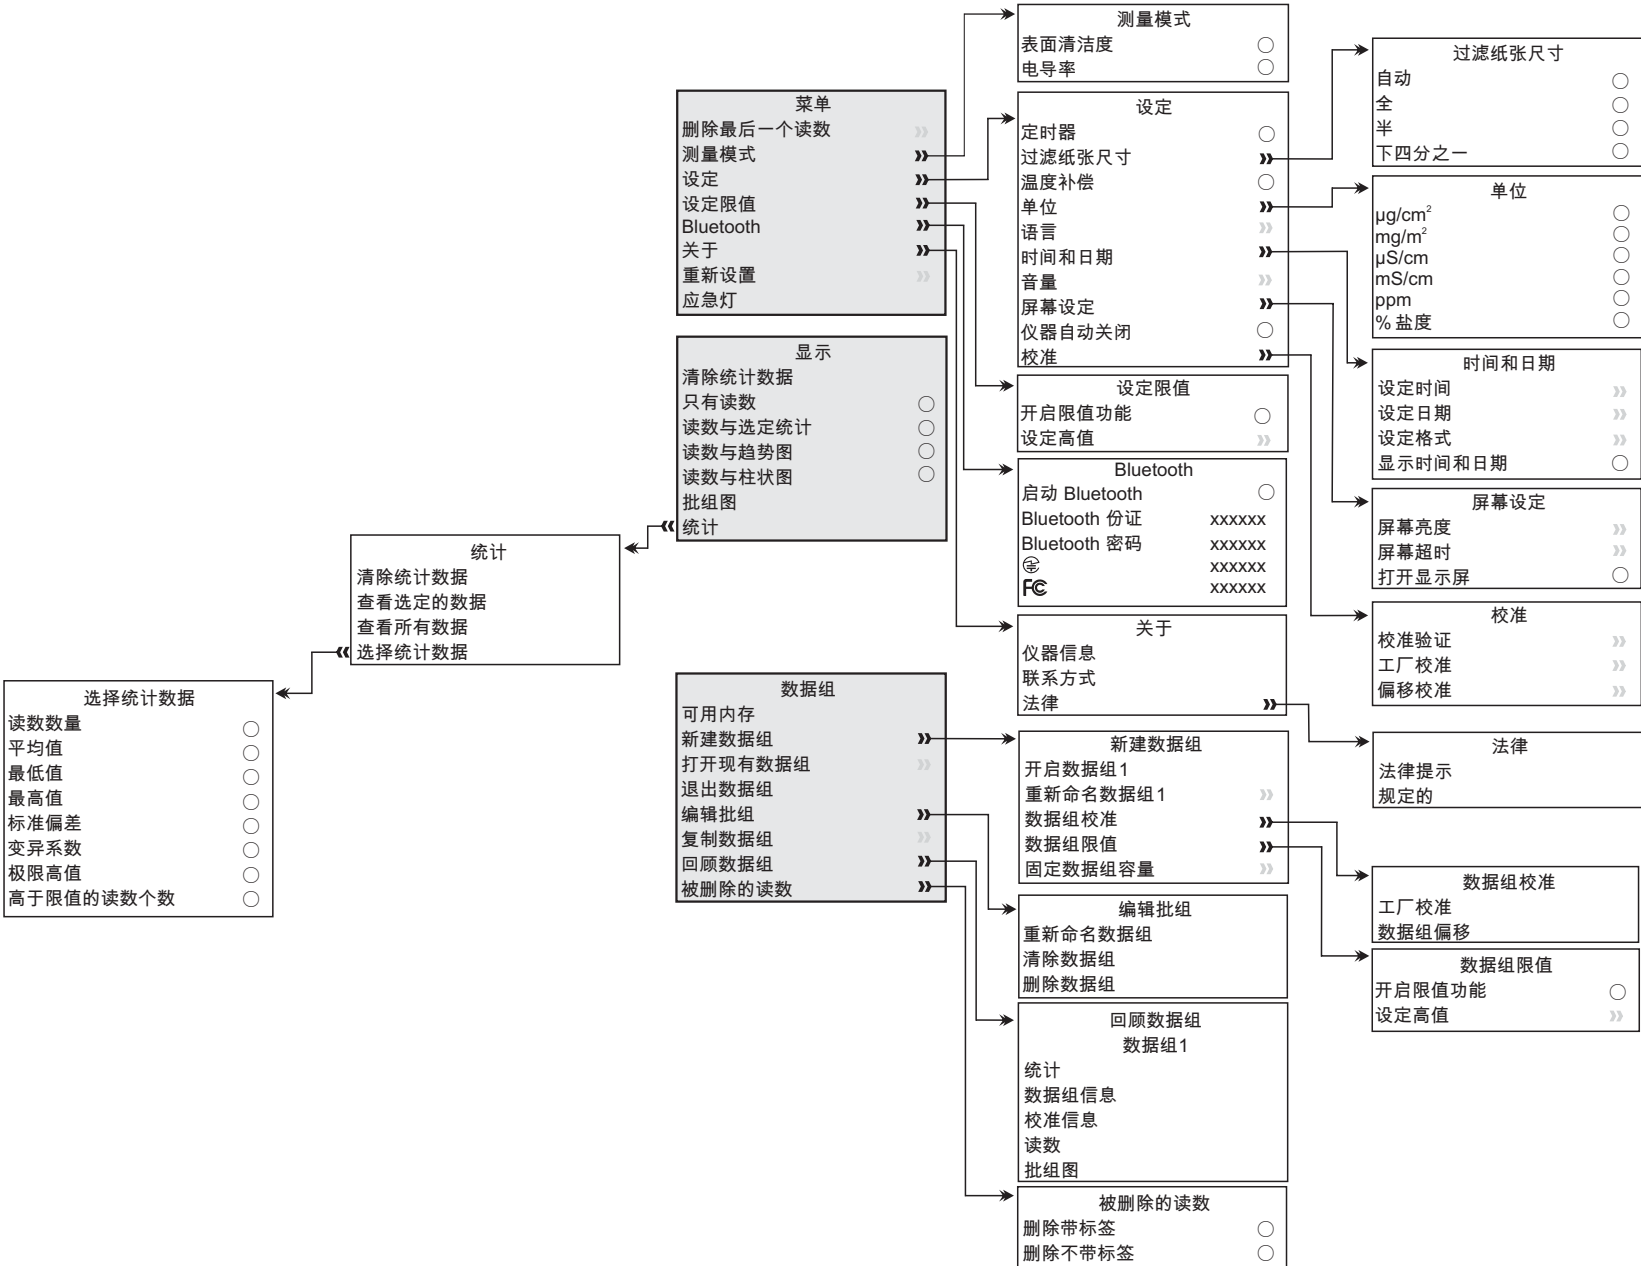 测量模式
表面清洁度
电导率
过滤纸张尺寸
自动
全
半
下四分之一
菜单
删除最后一个读数
测量模式
设定
设定限值
Bluetooth
关于
重新设置
应急灯
设定
定时器
过滤纸张尺寸
温度补偿
单位
语言
时间和日期
音量
屏幕设定
仪器自动关闭
校准
单位
µg/cm²
mg/m²
µS/cm
mS/cm
ppm
% 盐度
显示
清除统计数据
只有读数
读数与选定统计
读数与趋势图
读数与柱状图
批组图
统计
设定限值
开启限值功能
设定高值
时间和日期
设定时间
设定日期
设定格式
显示时间和日期
Bluetooth
启动 Bluetooth
Bluetooth 份证 xxxxxx
Bluetooth 密码 xxxxxx
xxxxxx
FC xxxxxx
屏幕设定
屏幕亮度
屏幕超时
打开显示屏
统计
清除统计数据
查看选定的数据
查看所有数据
选择统计数据
关于
仪器信息
联系方式
法律
校准
校准验证
工厂校准
偏移校准
选择统计数据
读数数量
平均值
最低值
最高值
标准偏差
变异系数
极限高值
高于限值的读数个数
数据组
可用内存
新建数据组
打开现有数据组
退出数据组
编辑批组
复制数据组
回顾数据组
被删除的读数
新建数据组
开启数据组1
重新命名数据组1
数据组校准
数据组限值
固定数据组容量
法律
法律提示
规定的
数据组校准
工厂校准
数据组偏移
编辑批组
重新命名数据组
清除数据组
删除数据组
数据组限值
开启限值功能
设定高值
回顾数据组
数据组1
统计
数据组信息
校准信息
读数
批组图
被删除的读数
删除带标签
删除不带标签